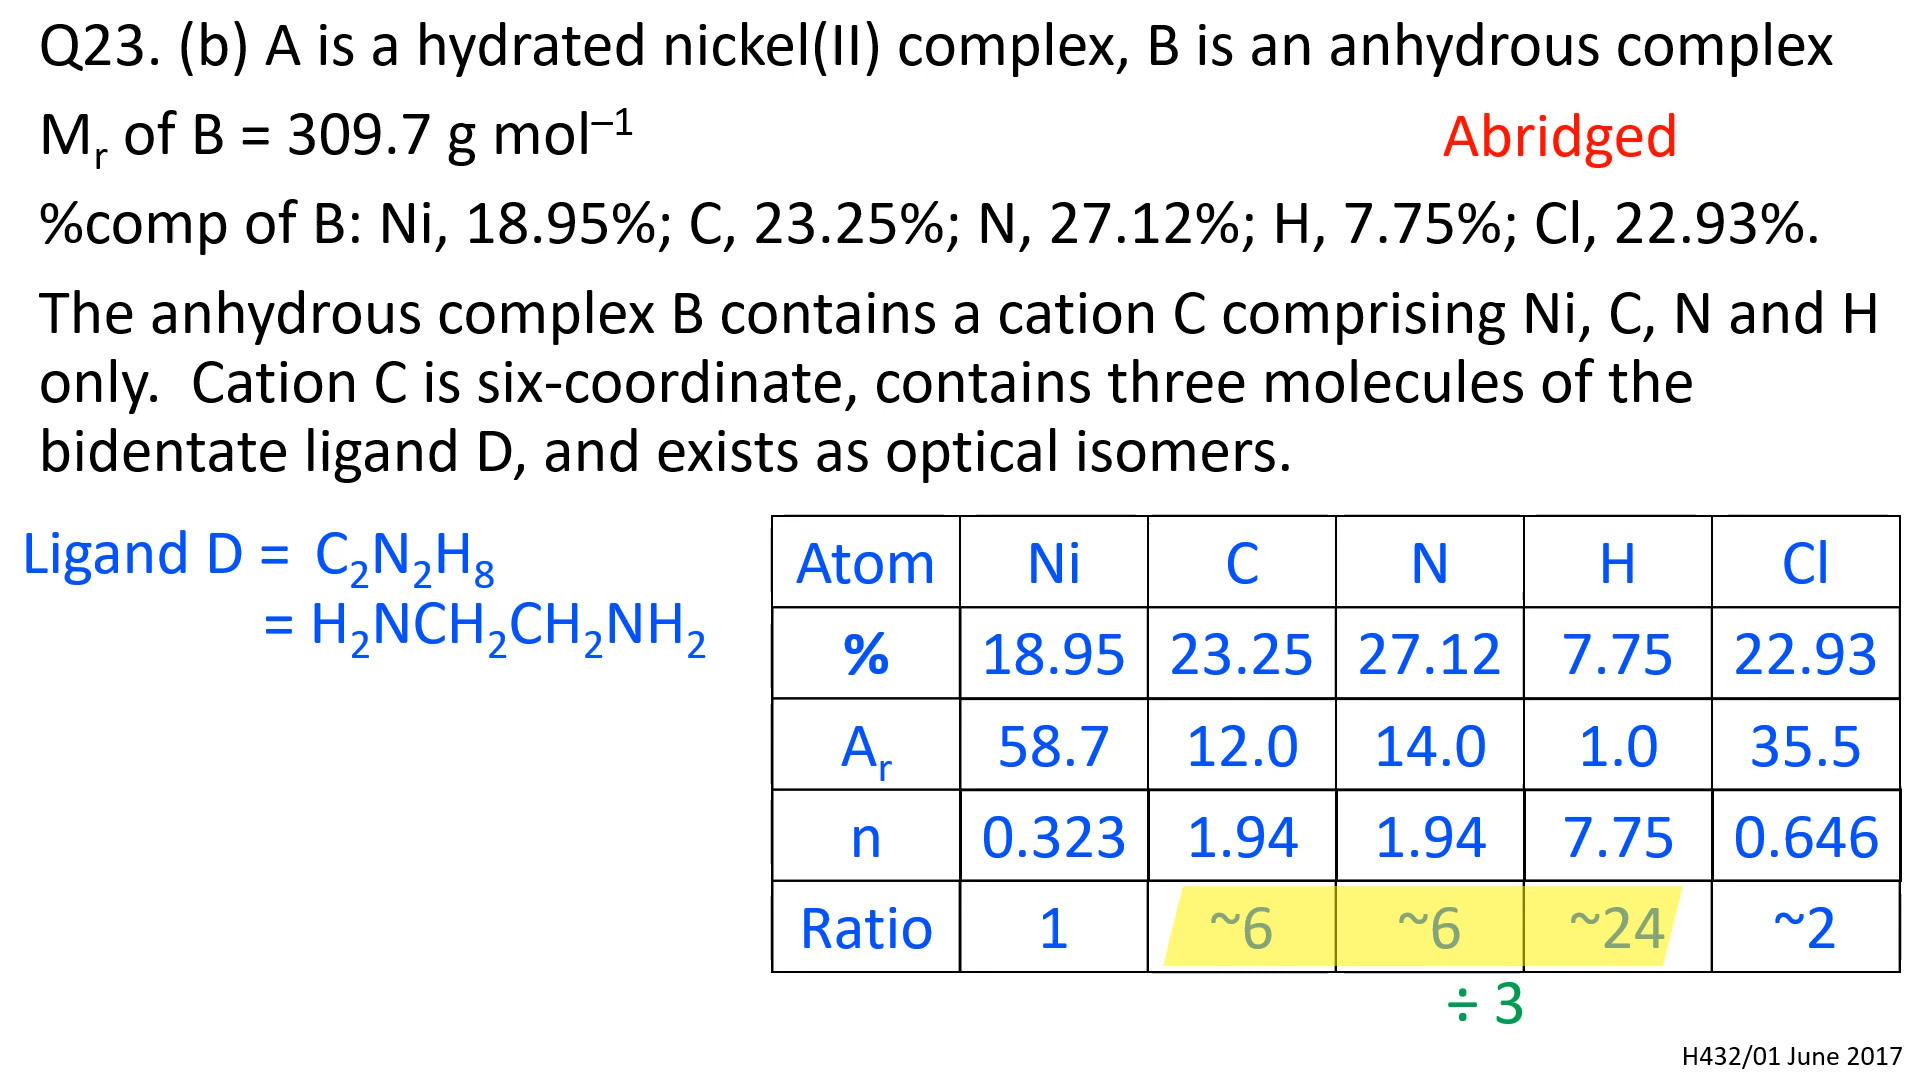 Q23. (b) A is a hydrated nickel(II) complex, B is an anhydrous complex
Mᵣ of B = 309.7 g mol⁻¹
Abridged
%comp of B: Ni, 18.95%; C, 23.25%; N, 27.12%; H, 7.75%; Cl, 22.93%.
The anhydrous complex B contains a cation C comprising Ni, C, N and H
only. Cation C is six-coordinate, contains three molecules of the
bidentate ligand D, and exists as optical isomers.
Ligand D = C₂N₂H₈
= H₂NCH₂CH₂NH₂
Atom Ni C N H Cl
% 18.95 23.25 27.12 7.75 22.93
Aᵣ 58.7 12.0 14.0 1.0 35.5
n 0.323 1.94 1.94 7.75 0.646
Ratio 1 ~6 ~6 ~24 ~2
÷ 3
H432/01 June 2017